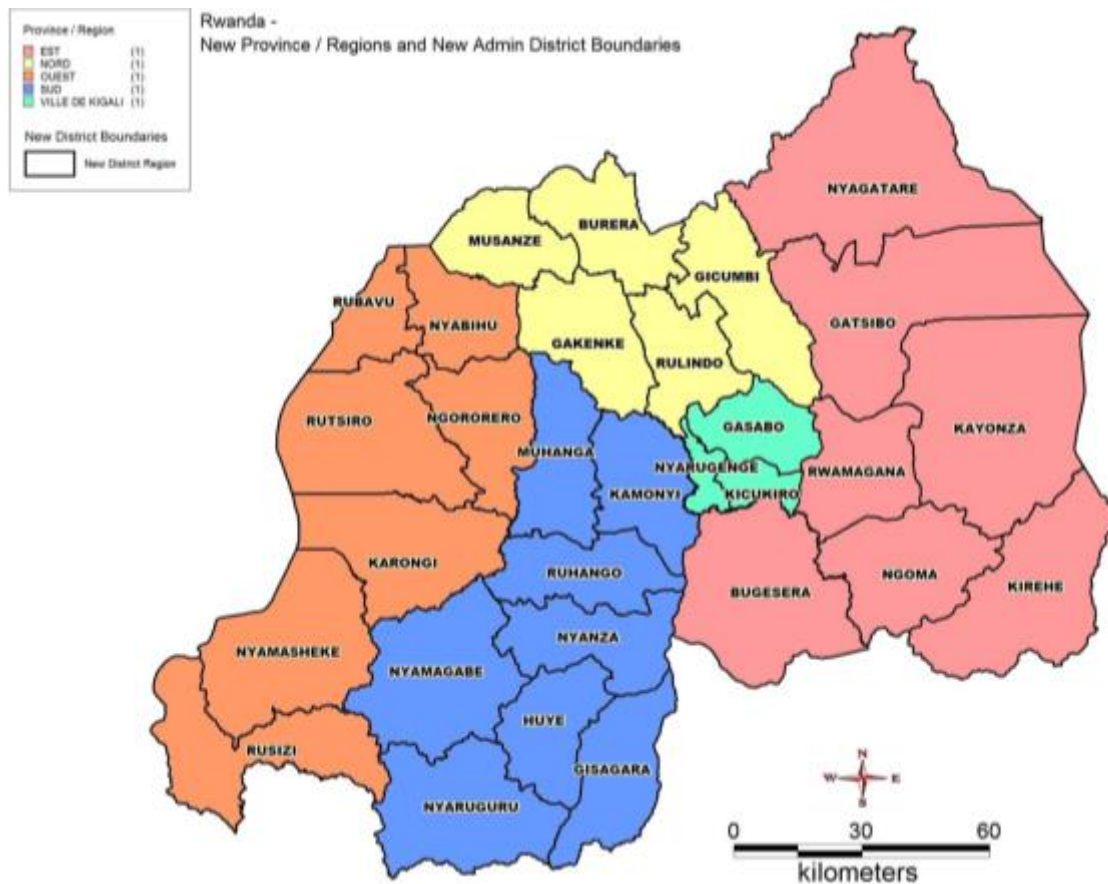 Rwanda -
New Province / Regions and New Admin District Boundaries
Province / Region
EST (1)
NORD (1)
OUEST (1)
SUD (1)
VILLE DE KIGALI (1)
New District Boundaries
New District Region
NYAGATARE
BURERA
MUSANZE
GICUMBI
RUBAVU
NYABIHU
GATSIBO
GAKENKE
RULINDO
RUTSIRO
NGORORERO
GASABO
KAYONZA
MUHANGA
NYARUGENGE
RWAMAGANA
KAMONYI
KICUKIRO
KARONGI
RUHANGO
NGOMA
KIREHE
BUGESERA
NYANZA
NYAMASHEKE
NYAMAGABE
HUYE
RUSIZI
GISAGARA
NYARUGURU
N
W E
S
0 30 60
kilometers